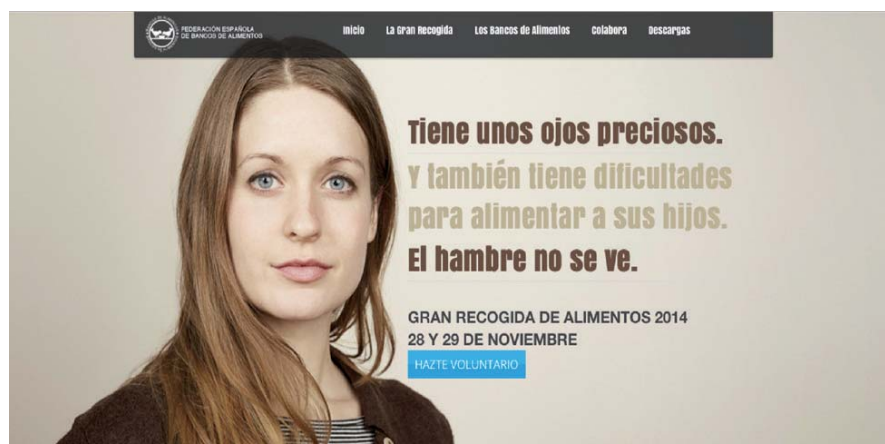 FEDERACIÓN ESPAÑOLA
DE BANCOS DE ALIMENTOS
Inicio
La Gran Recogida
Los Bancos de Alimentos
Colabora
Descargas
Tiene unos ojos preciosos.
Y también tiene dificultades
para alimentar a sus hijos.
El hambre no se ve.
GRAN RECOGIDA DE ALIMENTOS 2014
28 Y 29 DE NOVIEMBRE
HAZTE VOLUNTARIO